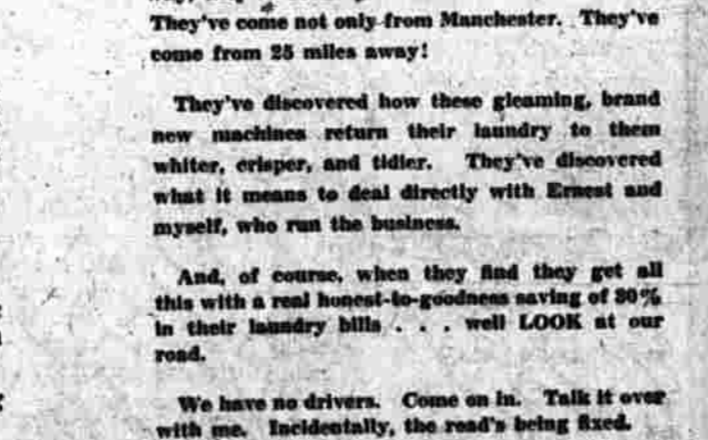 They've come not only from Manchester. They've
come from 25 miles away!
They've discovered how these gleaming, brand
new machines return their laundry to them
whiter, crisper, and tidier. They've discovered
what it means to deal directly with Ernest and
myself, who run the business.
And, of course, when they find they get all
this with a real honest-to-goodness saving of
in their laundry bills . . . well LOOK at our
road.
We have no drivers. Come on in. Talk it over
with me. Incidentally, the road's being fixed.